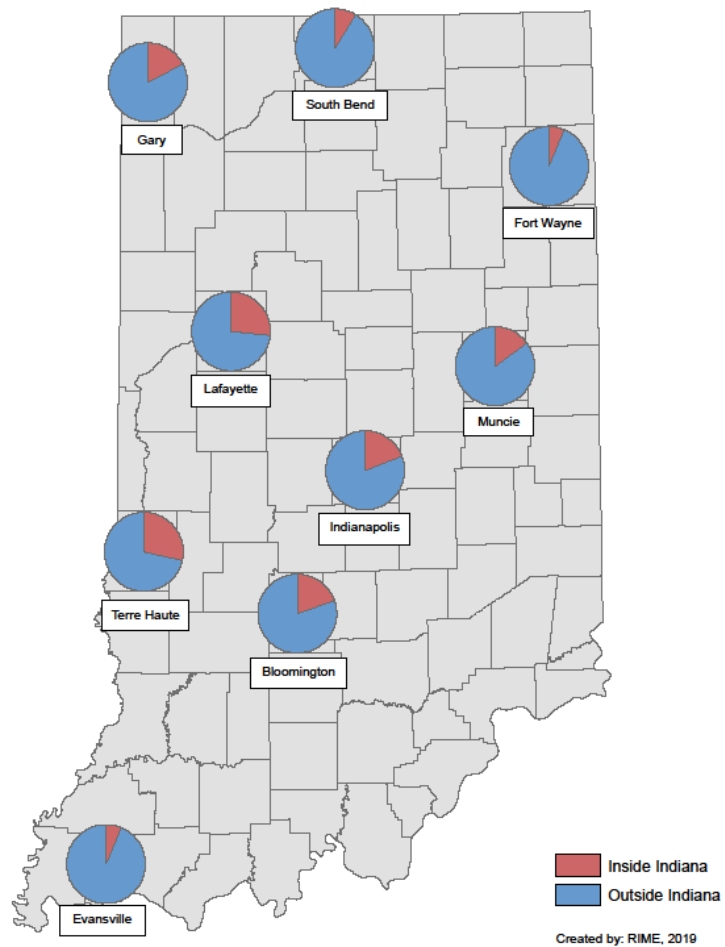 South Bend
Gary
Fort Wayne
Lafayette
Muncie
Indianapolis
Terre Haute
Bloomington
Evansville
Inside Indiana
Outside Indiana
Created by: RIME, 2019